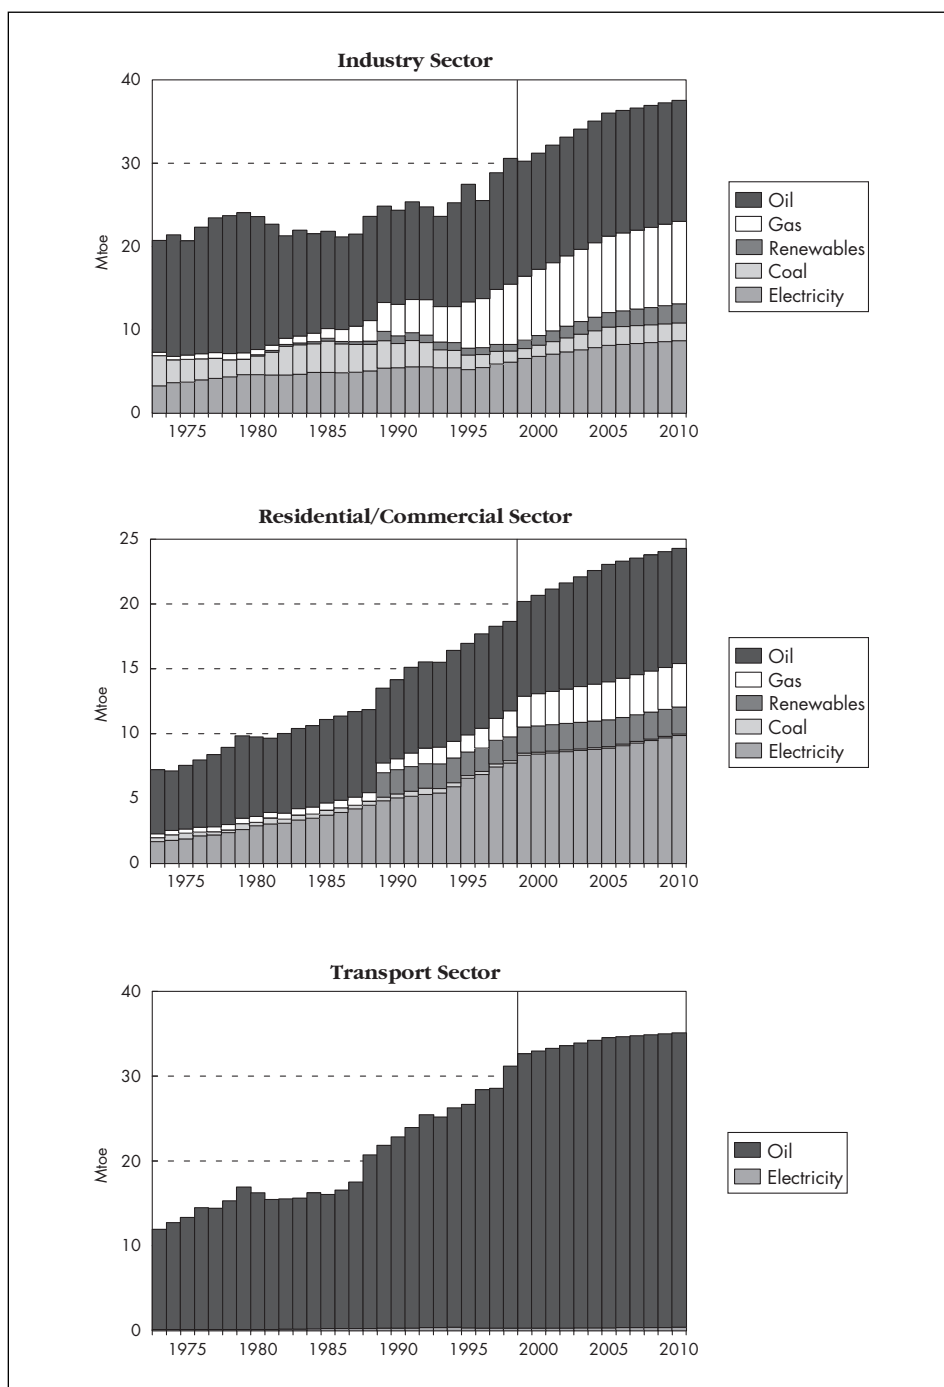 Industry Sector
40
30
20
10
0
Mtoe
1975 1980 1985 1990 1995 2000 2005 2010
Oil
Gas
Renewables
Coal
Electricity
Residential/Commercial Sector
25
20
15
10
5
0
Mtoe
1975 1980 1985 1990 1995 2000 2005 2010
Oil
Gas
Renewables
Coal
Electricity
Transport Sector
40
30
20
10
0
Mtoe
1975 1980 1985 1990 1995 2000 2005 2010
Oil
Electricity